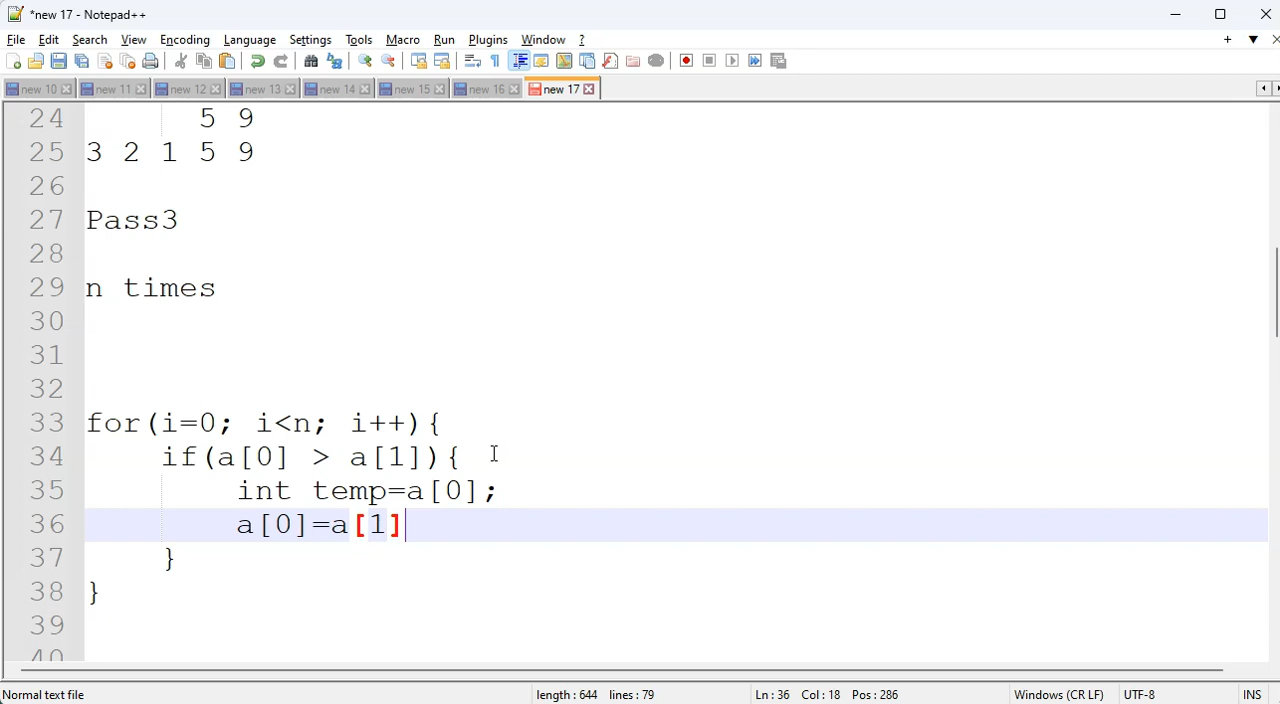 *new 17 - Notepad++
File Edit Search View Encoding Language Settings Tools Macro Run Plugins Window ?
new 10 new 11 new 12 new 13 new 14 new 15 new 16 new 17
24 5 9
25 3 2 1 5 9
26
27 Pass3
28
29 n times
30
31
32
33 for(i=0; i<n; i++){
34 if(a[0] > a[1]){
35 int temp=a[0];
36 a[0]=a[1]
37 }
38 }
39
40
Normal text file length : 644 lines : 79 Ln : 36 Col : 18 Pos : 286 Windows (CR LF) UTF-8 INS